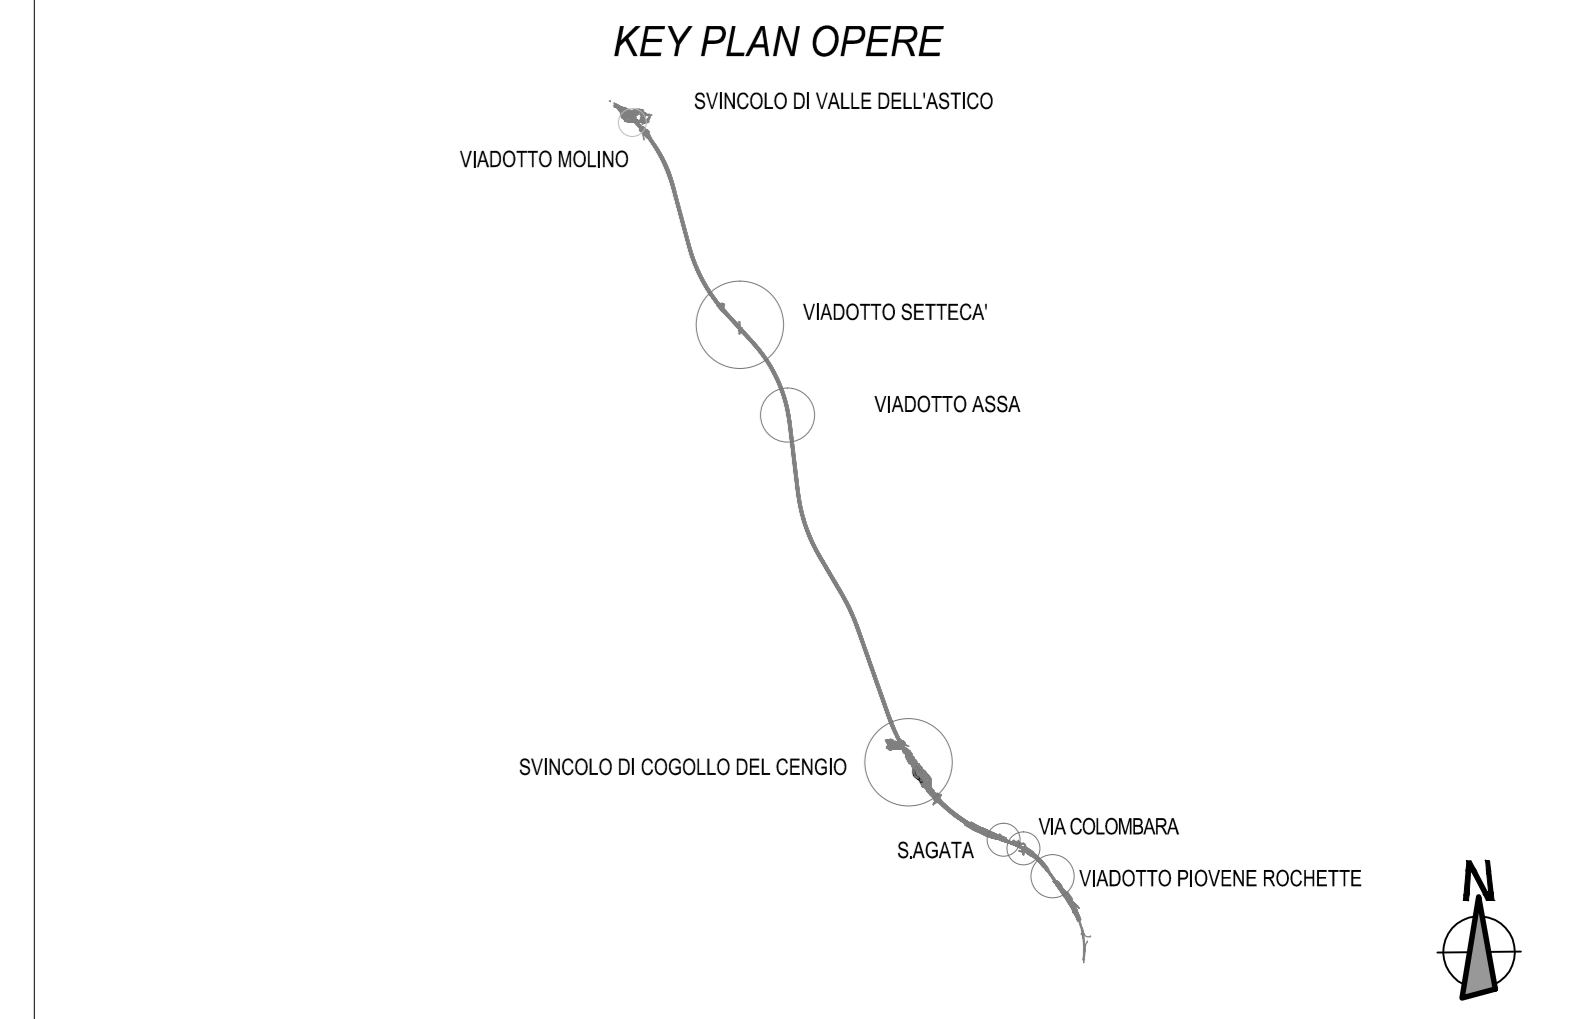 KEY PLAN OPERE
SVINCOLO DI VALLE DELL'ASTICO
VIADOTTO MOLINO
VIADOTTO SETTECA'
VIADOTTO ASSA
SVINCOLO DI COGOLLO DEL CENGIO
VIA COLOMBARA
S.AGATA
VIADOTTO PIOVENE ROCHETTE
N